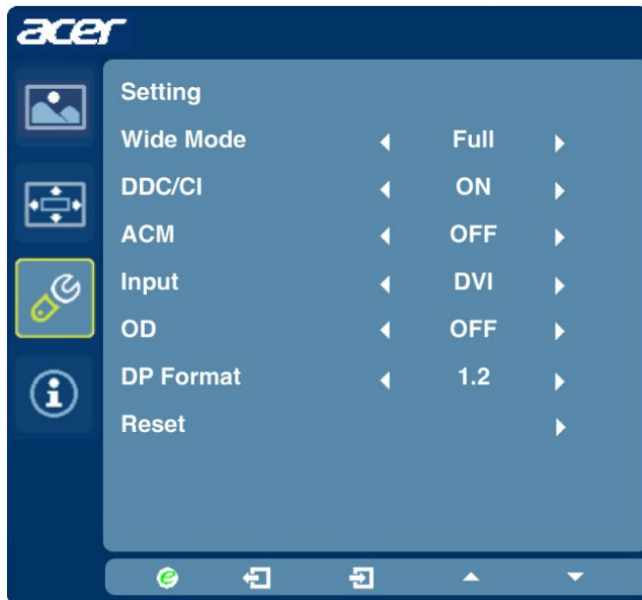 acer
Setting
Wide Mode Full
DDC/CI ON
ACM OFF
Input DVI
OD OFF
DP Format 1.2
Reset